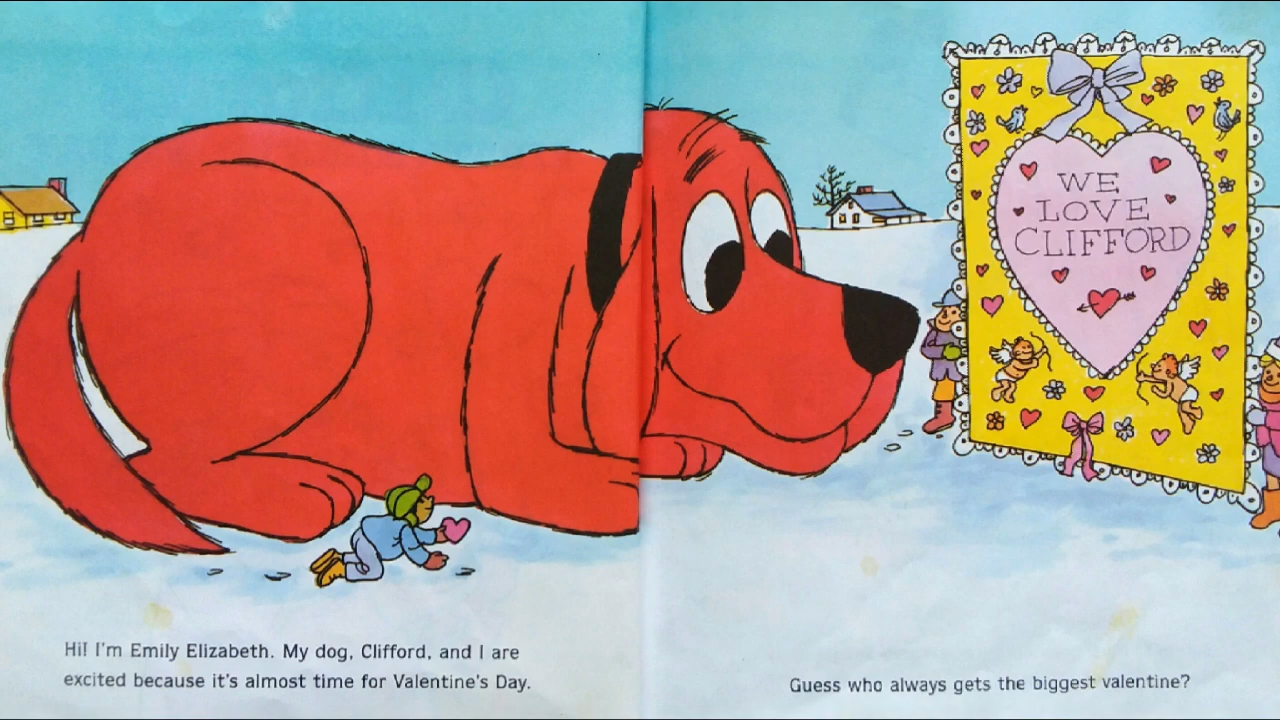 WE
LOVE
CLIFFORD
Hi! I'm Emily Elizabeth. My dog, Clifford, and I are
excited because it's almost time for Valentine's Day.
Guess who always gets the biggest valentine?